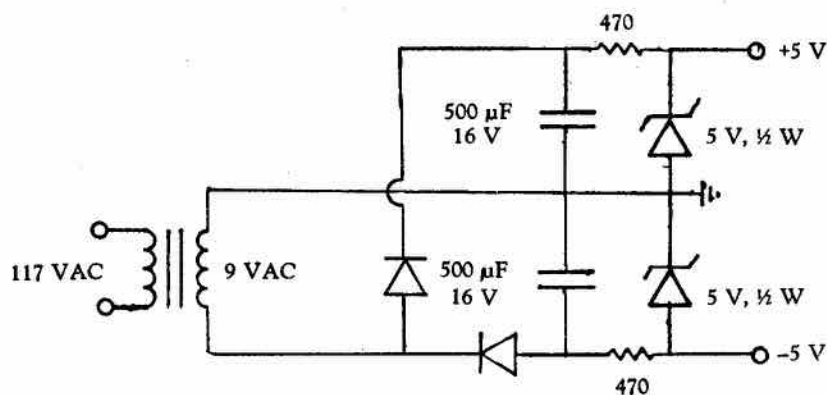 470
+5 V
500 µF
16 V
5 V, ½ W
117 VAC
9 VAC
500 µF
16 V
5 V, ½ W
–5 V
470